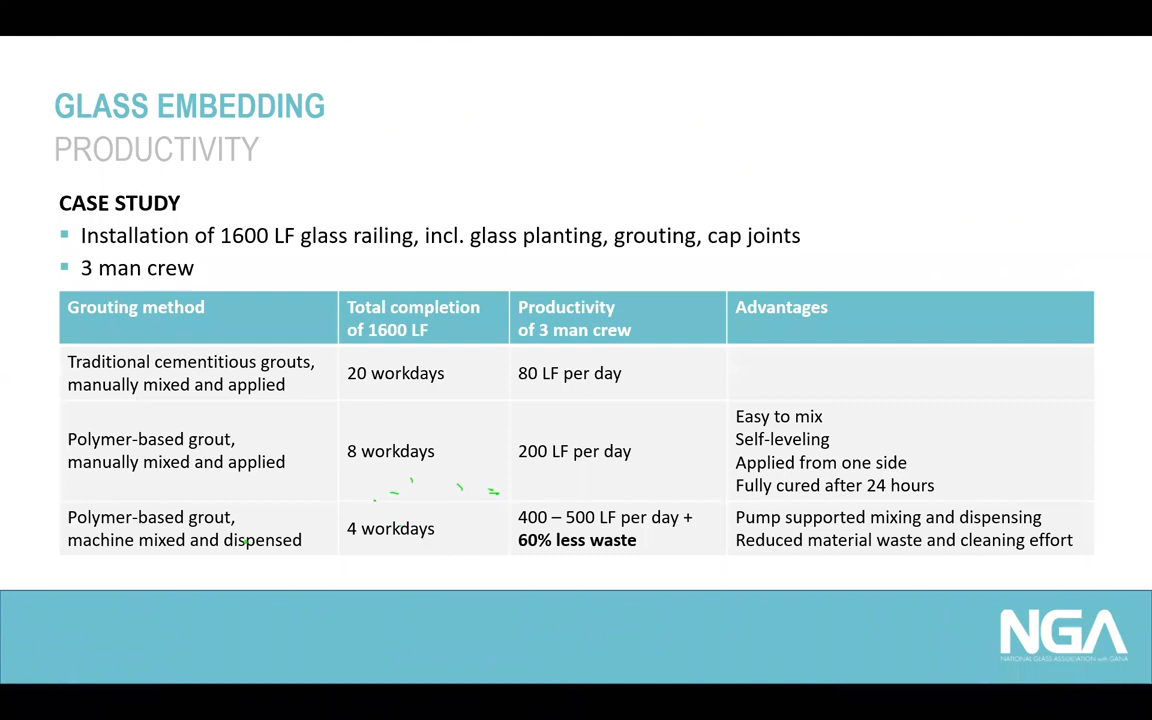 GLASS EMBEDDING
PRODUCTIVITY
CASE STUDY
Installation of 1600 LF glass railing, incl. glass planting, grouting, cap joints
3 man crew
Grouting method
Total completion
of 1600 LF
Productivity
of 3 man crew
Advantages
Traditional cementitious grouts,
manually mixed and applied
20 workdays
80 LF per day
Polymer-based grout,
manually mixed and applied
8 workdays
200 LF per day
Easy to mix
Self-leveling
Applied from one side
Fully cured after 24 hours
Polymer-based grout,
machine mixed and dispensed
4 workdays
400 – 500 LF per day +
60% less waste
Pump supported mixing and dispensing
Reduced material waste and cleaning effort
NGA
NATIONAL GLASS ASSOCIATION with GANA